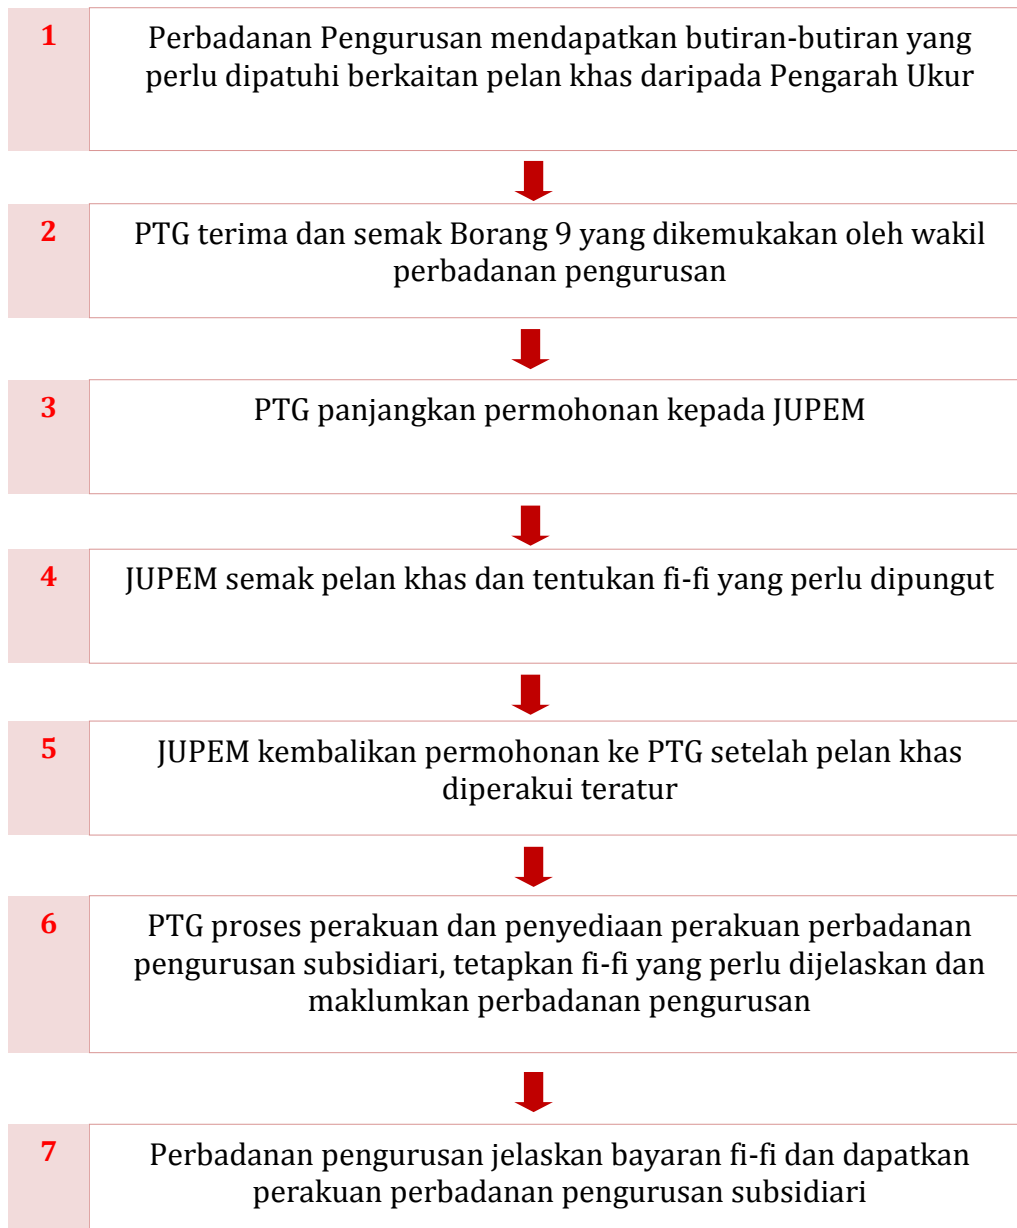 1
Perbadanan Pengurusan mendapatkan butiran-butiran yang
perlu dipatuhi berkaitan pelan khas daripada Pengarah Ukur
2
PTG terima dan semak Borang 9 yang dikemukakan oleh wakil
perbadanan pengurusan
3
PTG panjangkan permohonan kepada JUPEM
4
JUPEM semak pelan khas dan tentukan fi-fi yang perlu dipungut
5
JUPEM kembalikan permohonan ke PTG setelah pelan khas
diperakui teratur
6
PTG proses perakuan dan penyediaan perakuan perbadanan
pengurusan subsidiari, tetapkan fi-fi yang perlu dijelaskan dan
maklumkan perbadanan pengurusan
7
Perbadanan pengurusan jelaskan bayaran fi-fi dan dapatkan
perakuan perbadanan pengurusan subsidiari